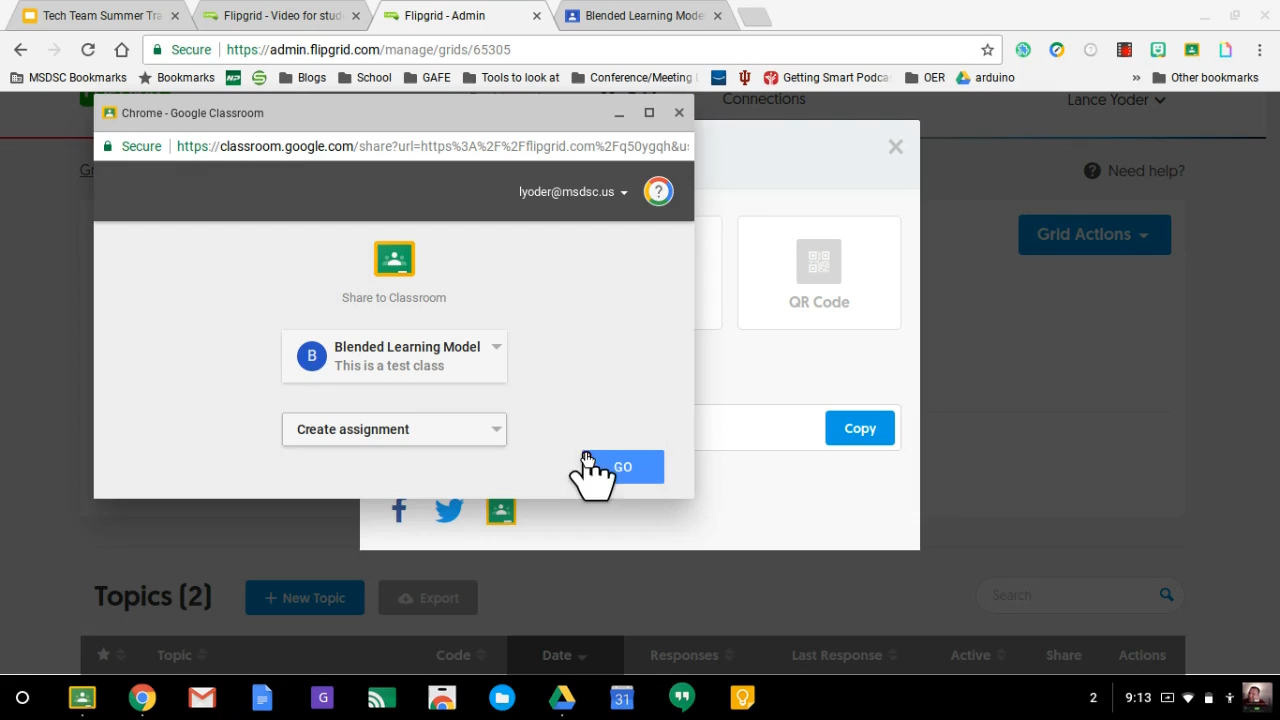 Tech Team Summer Tra
Flipgrid - Video for stud
Flipgrid - Admin
Blended Learning Mode
Secure
https://admin.flipgrid.com/manage/grids/65305
MSDSC Bookmarks
Bookmarks
NP
Blogs
School
GAFE
Tools to look at
Conference/Meeting
Getting Smart Podca
OER
arduino
»
Other bookmarks
Connections
Lance Yoder
Chrome - Google Classroom
Secure
https://classroom.google.com/share?url=https%3A%2F%2Fflipgrid.com%2Fq50ygqh&u
Need help?
lyoder@msdsc.us
?
Grid Actions
Share to Classroom
QR Code
B
Blended Learning Model
This is a test class
Create assignment
Copy
GO
Topics (2)
+ New Topic
Export
Search
Topic
Code
Date
Responses
Last Response
Active
Share
Actions
G
31
2
9:13